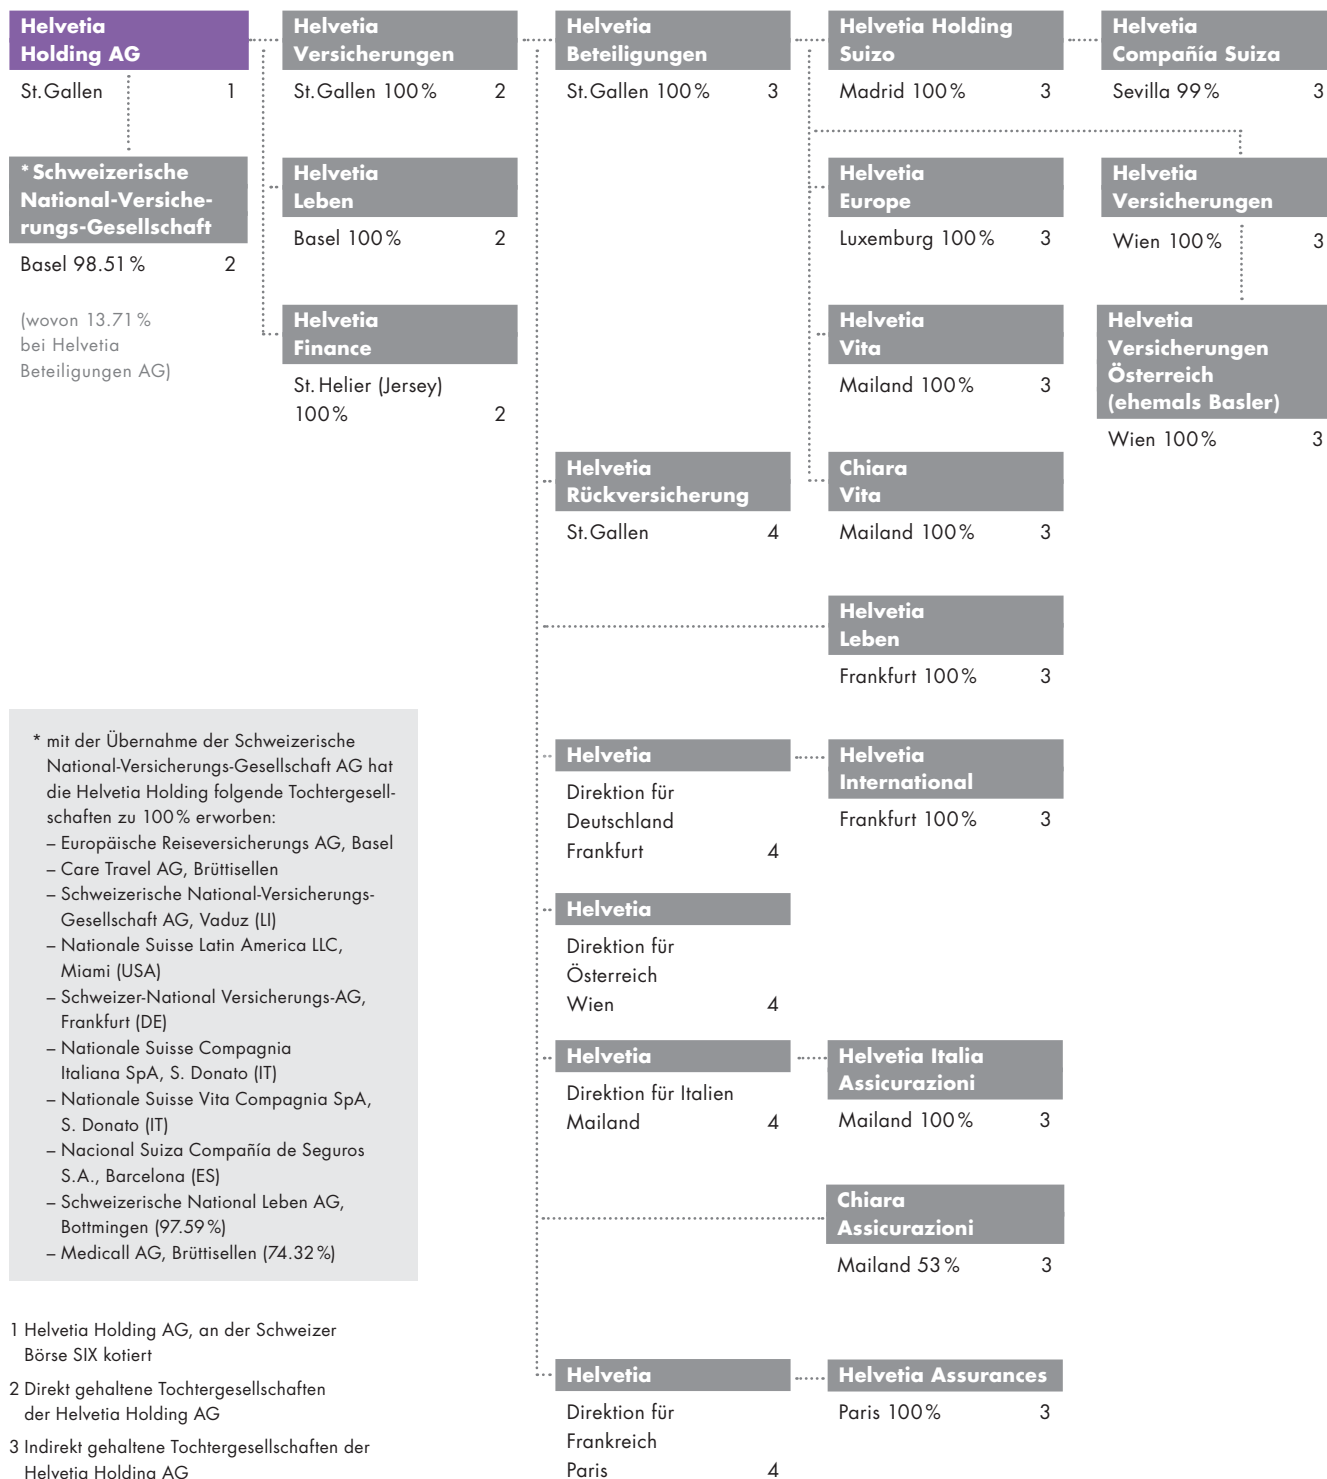 Helvetia
Holding AG
St. Gallen 1
* Schweizerische
National-Versiche-
rungs-Gesellschaft
Basel 98.51 % 2
(wovon 13.71 %
bei Helvetia
Beteiligungen AG)
Helvetia
Versicherungen
St. Gallen 100 % 2
Helvetia
Leben
Basel 100 % 2
Helvetia
Finance
St. Helier (Jersey)
100 % 2
Helvetia
Beteiligungen
St. Gallen 100 % 3
Helvetia
Rückversicherung
St. Gallen 4
Helvetia
Direktion für
Deutschland
Frankfurt 4
Helvetia
Direktion für
Österreich
Wien 4
Helvetia
Direktion für Italien
Mailand 4
Helvetia
Direktion für
Frankreich
Paris 4
Helvetia Holding
Suizo
Madrid 100 % 3
Helvetia
Europe
Luxemburg 100 % 3
Helvetia
Vita
Mailand 100 % 3
Chiara
Vita
Mailand 100 % 3
Helvetia
Leben
Frankfurt 100 % 3
Helvetia
International
Frankfurt 100 % 3
Helvetia Italia
Assicurazioni
Mailand 100 % 3
Chiara
Assicurazioni
Mailand 53 % 3
Helvetia Assurances
Paris 100 % 3
Helvetia
Compañía Suiza
Sevilla 99 % 3
Helvetia
Versicherungen
Wien 100 % 3
Helvetia
Versicherungen
Österreich
(ehemals Basler)
Wien 100 % 3
* mit der Übernahme der Schweizerische
National-Versicherungs-Gesellschaft AG hat
die Helvetia Holding folgende Tochtergesell-
schaften zu 100 % erworben:
– Europäische Reiseversicherungs AG, Basel
– Care Travel AG, Brüttisellen
– Schweizerische National-Versicherungs-
Gesellschaft AG, Vaduz (LI)
– Nationale Suisse Latin America LLC,
Miami (USA)
– Schweizer-National Versicherungs-AG,
Frankfurt (DE)
– Nationale Suisse Compagnia
Italiana SpA, S. Donato (IT)
– Nationale Suisse Vita Compagnia SpA,
S. Donato (IT)
– Nacional Suiza Compañía de Seguros
S.A., Barcelona (ES)
– Schweizerische National Leben AG,
Bottmingen (97.59 %)
– Medicall AG, Brüttisellen (74.32 %)
1 Helvetia Holding AG, an der Schweizer
Börse SIX kotiert
2 Direkt gehaltene Tochtergesellschaften
der Helvetia Holding AG
3 Indirekt gehaltene Tochtergesellschaften der
Helvetia Holding AG